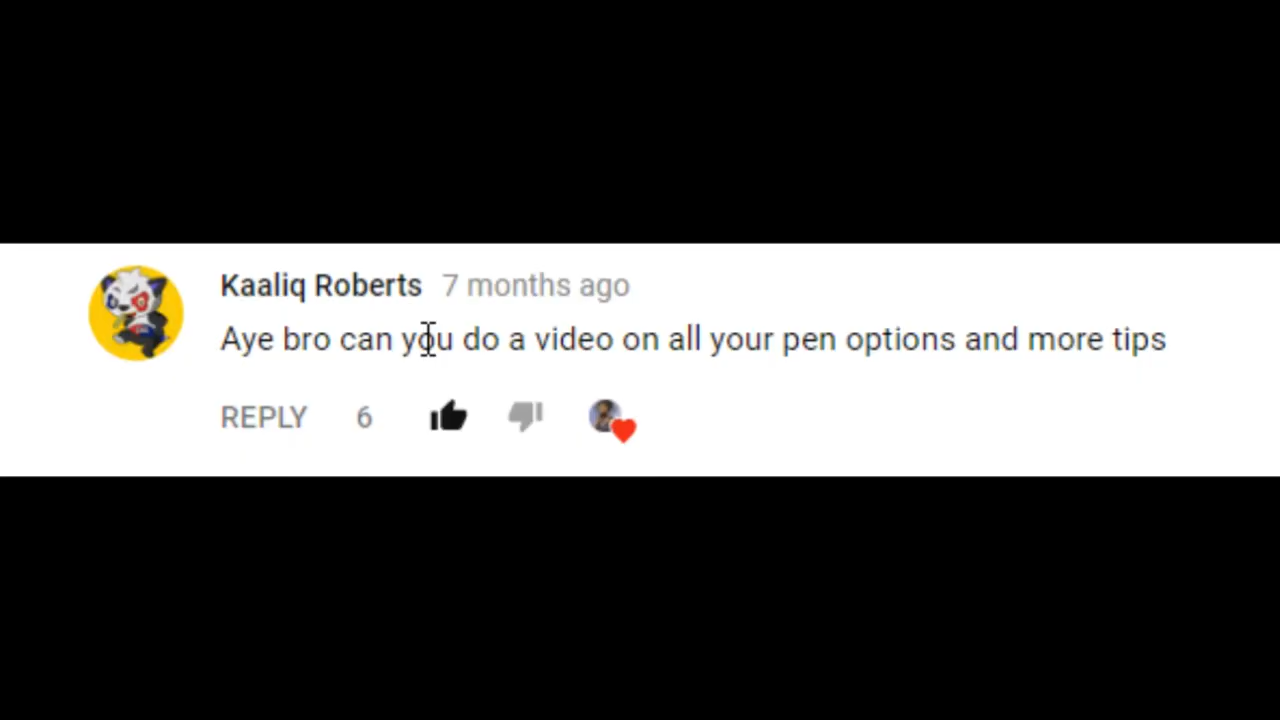 Kaaliq Roberts 7 months ago
Aye bro can you do a video on all your pen options and more tips
REPLY 6